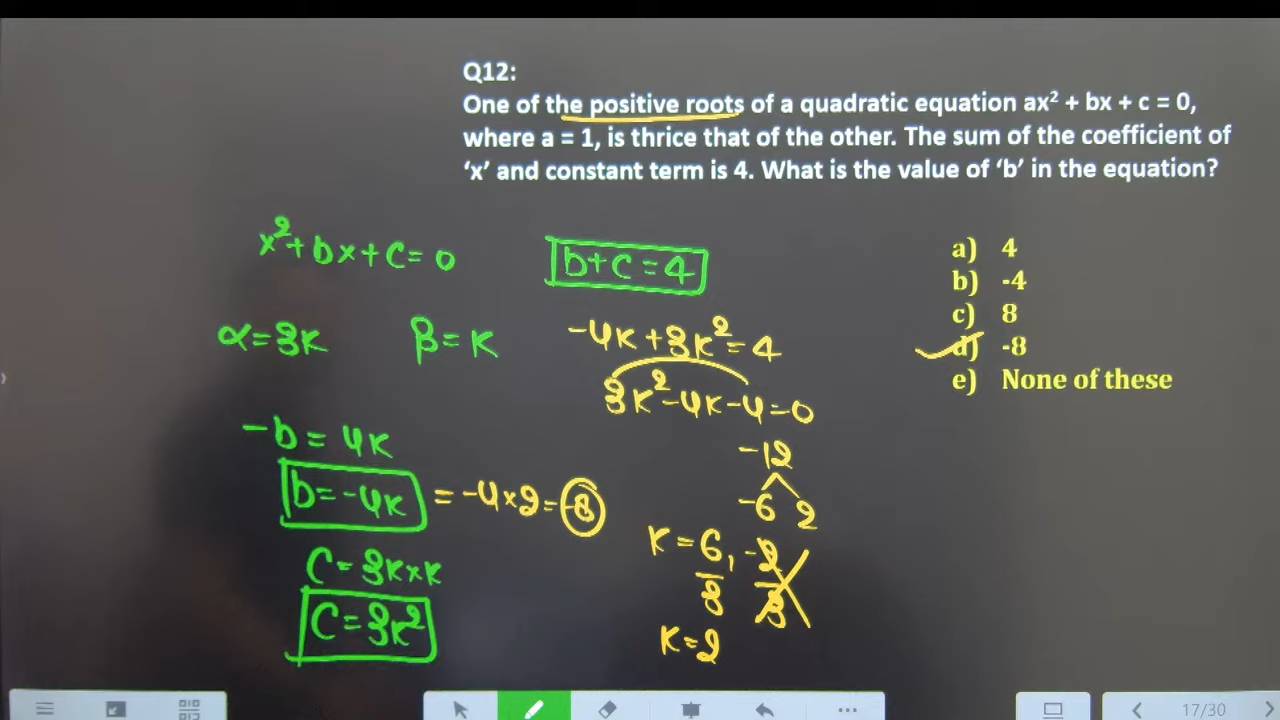 Q12:
One of the positive roots of a quadratic equation ax² + bx + c = 0,
where a = 1, is thrice that of the other. The sum of the coefficient of
‘x’ and constant term is 4. What is the value of ‘b’ in the equation?
x² + bx + c = 0
b + c = 4
a) 4
b) -4
c) 8
d) -8
e) None of these
α = 3k
β = k
-4k + 3k² = 4
3k² - 4k - 4 = 0
-b = 4k
b = -4k = -4 × 2 = -8
c = 3k × k
c = 3k²
-12
-6 2
k = 6/3, -2/3
k = 2
17/30